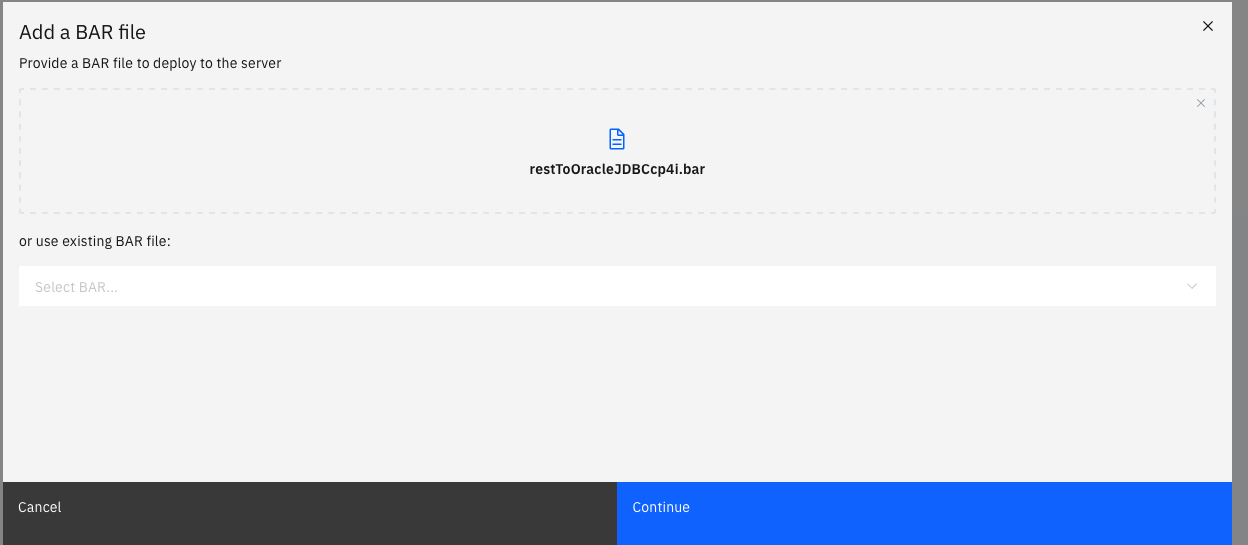 Add a BAR file
Provide a BAR file to deploy to the server
restToOracleJDBCcp4i.bar
or use existing BAR file:
Select BAR...
Cancel
Continue